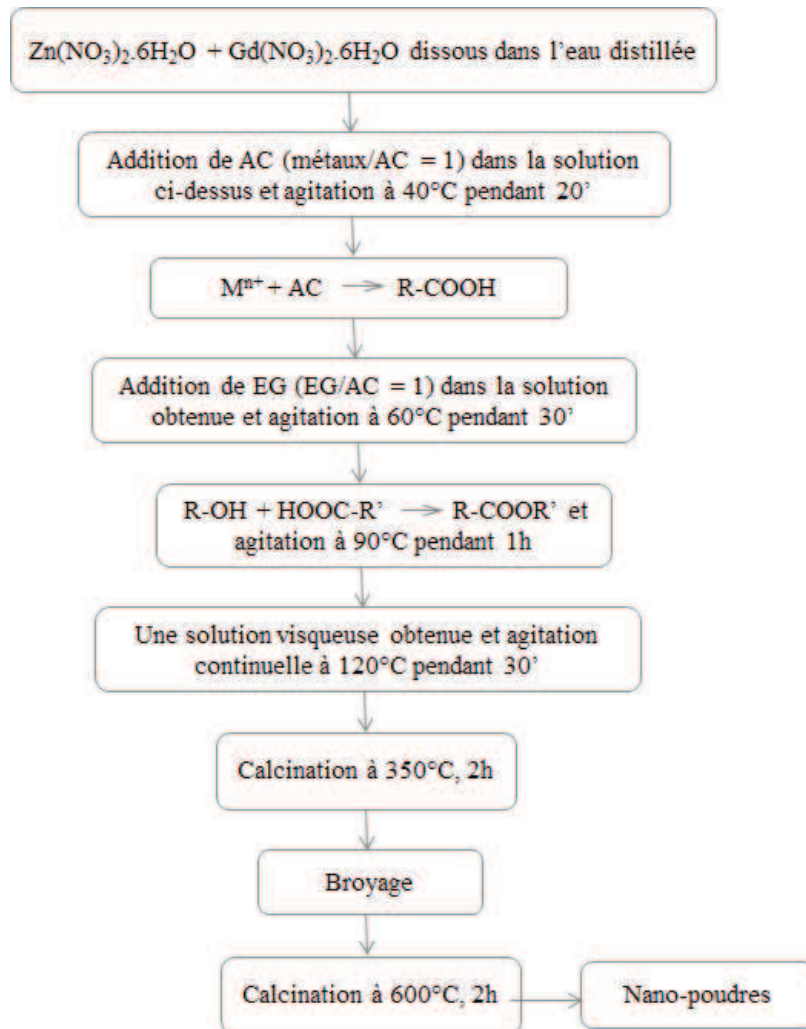 Zn(NO₃)₂.6H₂O + Gd(NO₃)₂.6H₂O dissous dans l’eau distillée
Addition de AC (métaux/AC = 1) dans la solution
ci-dessus et agitation à 40°C pendant 20’
Mⁿ⁺ + AC → R-COOH
Addition de EG (EG/AC = 1) dans la solution
obtenue et agitation à 60°C pendant 30’
R-OH + HOOC-R’ → R-COOR’ et
agitation à 90°C pendant 1h
Une solution visqueuse obtenue et agitation
continuelle à 120°C pendant 30’
Calcination à 350°C, 2h
Broyage
Calcination à 600°C, 2h
Nano-poudres